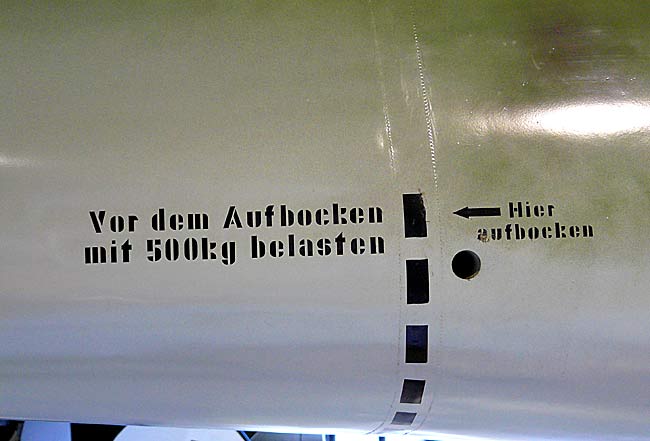 Vor dem Aufbocken
mit 500kg belasten
Hier
aufbocken